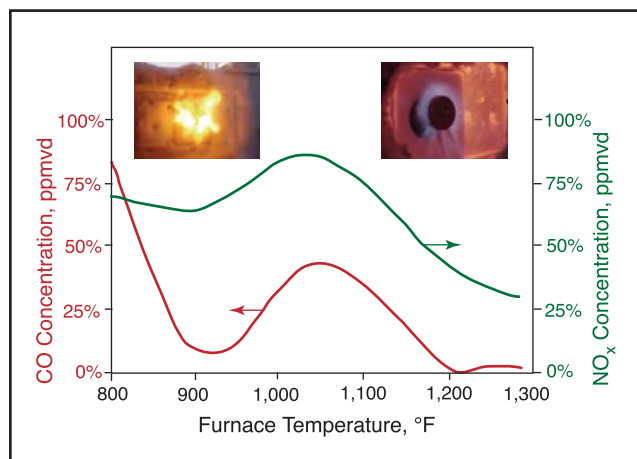 100%
75%
50%
25%
0%
CO Concentration, ppmvd
100%
75%
50%
25%
0%
NOx Concentration, ppmvd
800 900 1,000 1,100 1,200 1,300
Furnace Temperature, °F